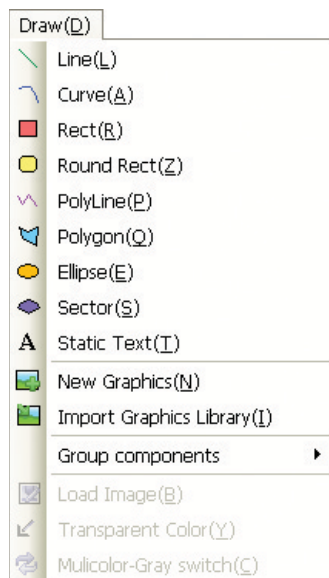 Draw(D)
Line(L)
Curve(A)
Rect(R)
Round Rect(Z)
PolyLine(P)
Polygon(O)
Ellipse(E)
Sector(S)
A Static Text(T)
New Graphics(N)
Import Graphics Library(I)
Group components
Load Image(B)
Transparent Color(Y)
Mulicolor-Gray switch(C)